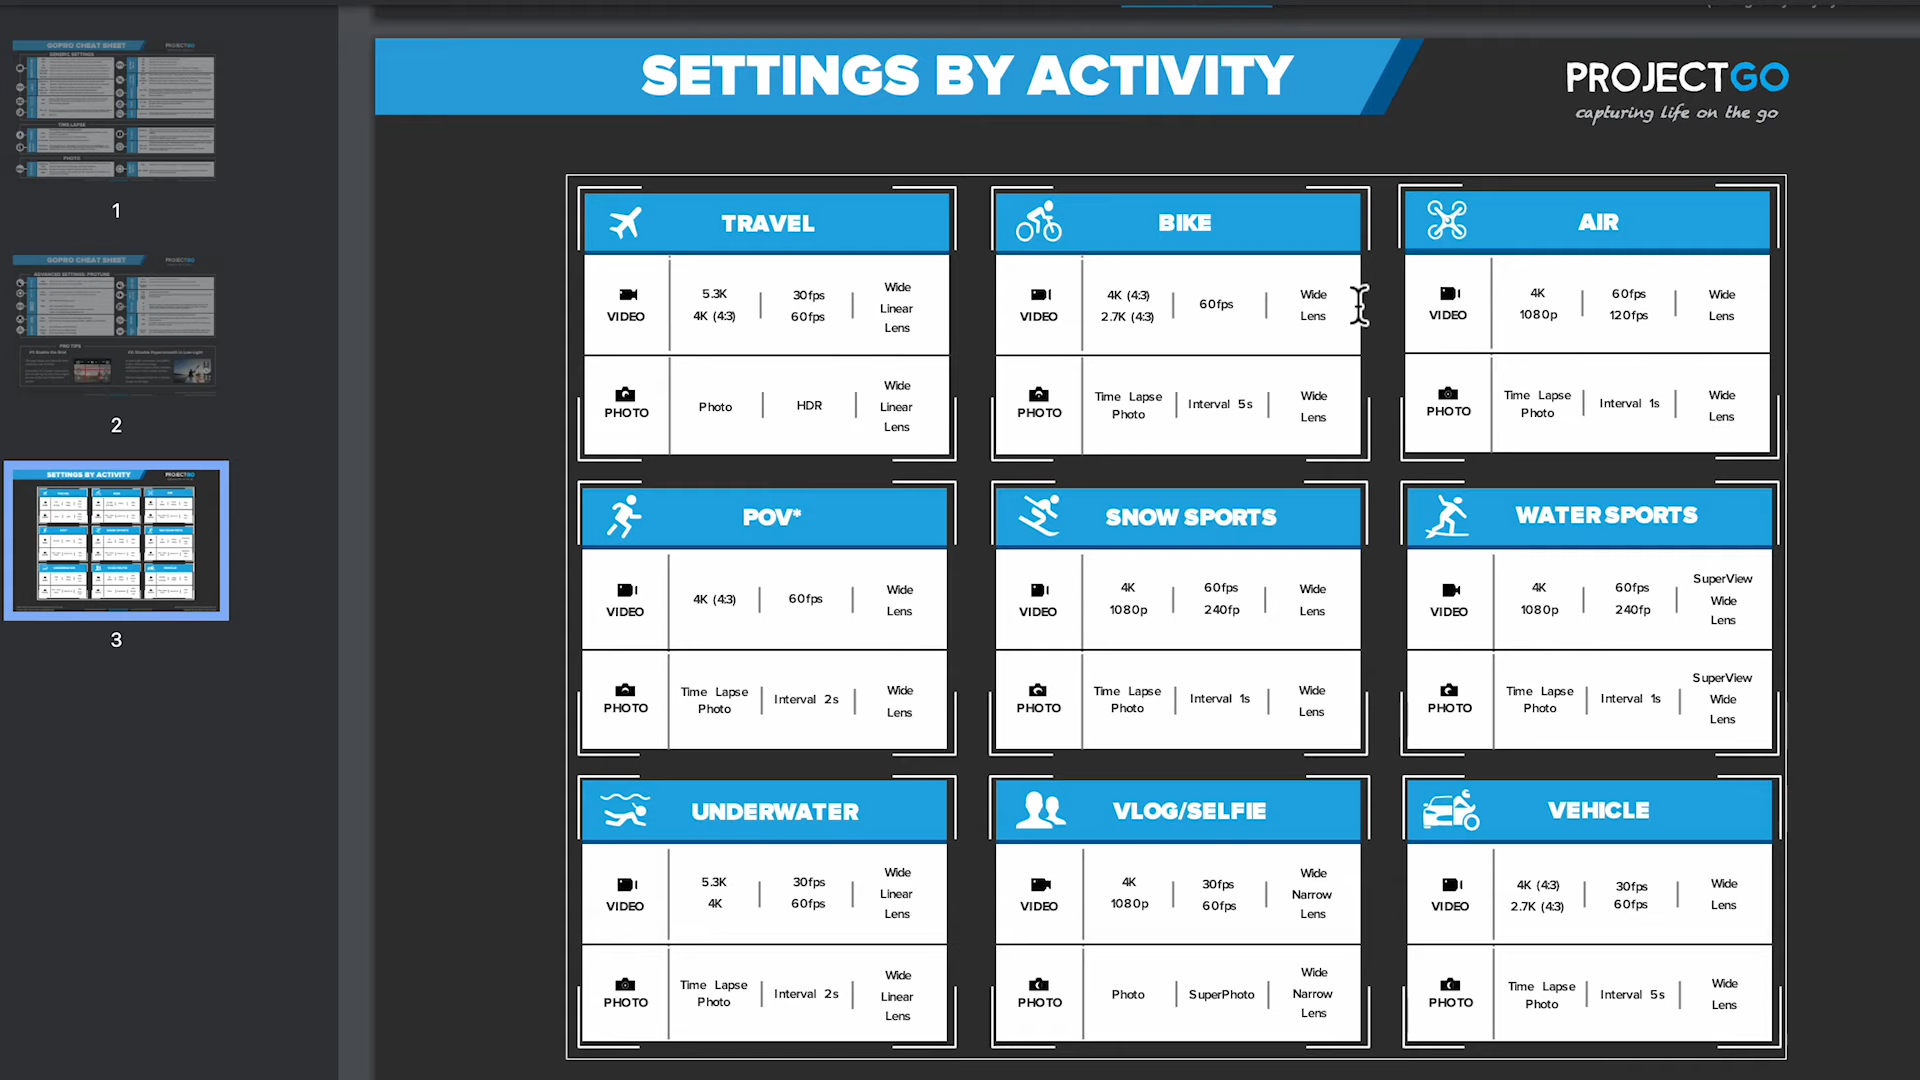 GOPRO CHEAT SHEET
1
GOPRO CHEAT SHEET
2
SETTINGS BY ACTIVITY
3
SETTINGS BY ACTIVITY
PROJECTGO
capturing life on the go
TRAVEL
VIDEO
5.3K
4K (4:3)
30fps
60fps
Wide
Linear
Lens
PHOTO
Photo
HDR
Wide
Linear
Lens
BIKE
VIDEO
4K (4:3)
2.7K (4:3)
60fps
Wide
Lens
PHOTO
Time Lapse
Photo
Interval 5s
Wide
Lens
AIR
VIDEO
4K
1080p
60fps
120fps
Wide
Lens
PHOTO
Time Lapse
Photo
Interval 1s
Wide
Lens
POV*
VIDEO
4K (4:3)
60fps
Wide
Lens
PHOTO
Time Lapse
Photo
Interval 2s
Wide
Lens
SNOW SPORTS
VIDEO
4K
1080p
60fps
240fp
Wide
Lens
PHOTO
Time Lapse
Photo
Interval 1s
Wide
Lens
WATER SPORTS
VIDEO
4K
1080p
60fps
240fp
SuperView
Wide
Lens
PHOTO
Time Lapse
Photo
Interval 1s
SuperView
Wide
Lens
UNDERWATER
VIDEO
5.3K
4K
30fps
60fps
Wide
Linear
Lens
PHOTO
Time Lapse
Photo
Interval 2s
Wide
Linear
Lens
VLOG/SELFIE
VIDEO
4K
1080p
30fps
60fps
Wide
Narrow
Lens
PHOTO
Photo
SuperPhoto
Wide
Narrow
Lens
VEHICLE
VIDEO
4K (4:3)
2.7K (4:3)
30fps
60fps
Wide
Lens
PHOTO
Time Lapse
Photo
Interval 5s
Wide
Lens